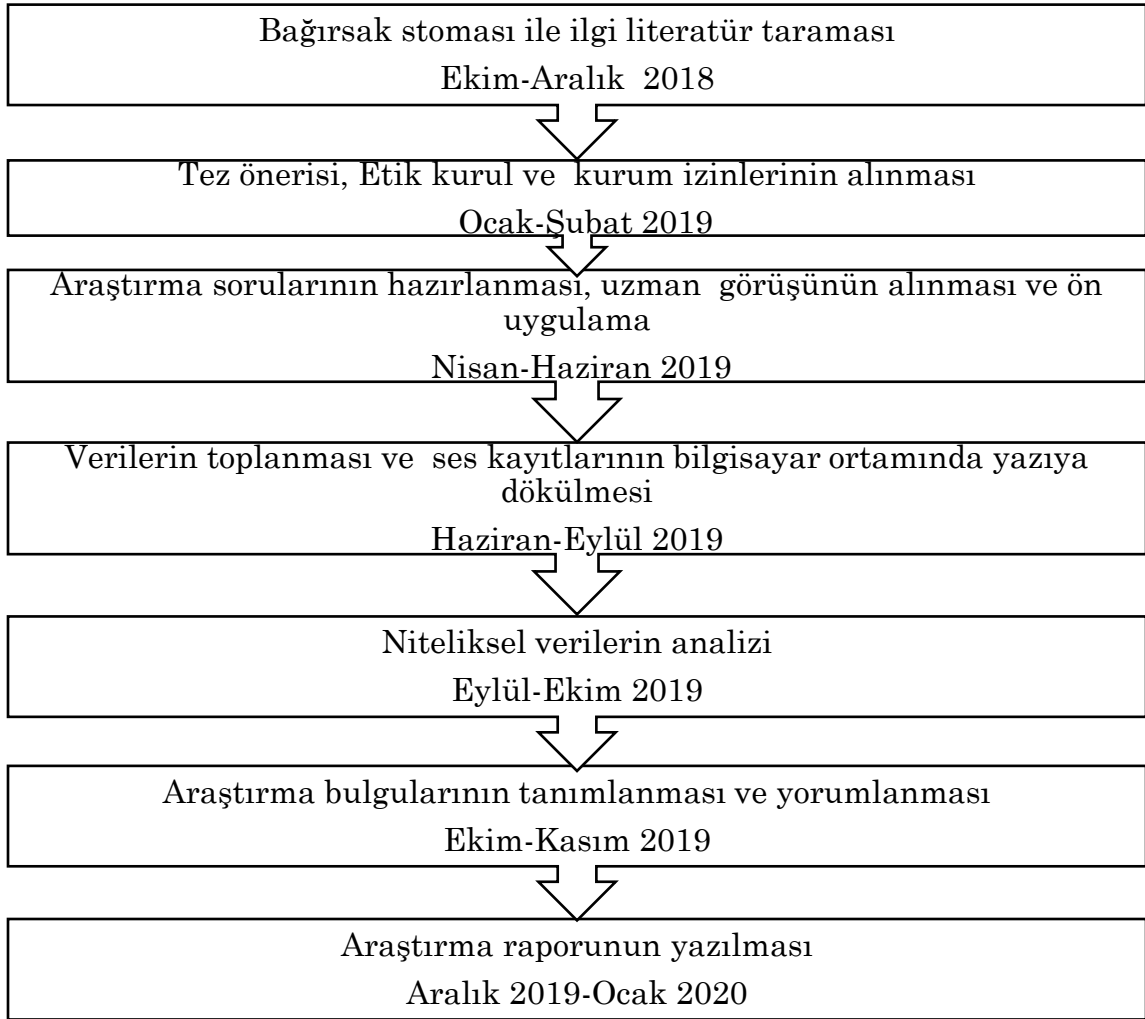 Bağırsak stoması ile ilgi literatür taraması
Ekim-Aralık 2018
Tez önerisi, Etik kurul ve kurum izinlerinin alınması
Ocak-Şubat 2019
Araştırma sorularının hazırlanması, uzman görüşünün alınması ve ön
uygulama
Nisan-Haziran 2019
Verilerin toplanması ve ses kayıtlarının bilgisayar ortamında yazıya
dökülmesi
Haziran-Eylül 2019
Niteliksel verilerin analizi
Eylül-Ekim 2019
Araştırma bulgularının tanımlanması ve yorumlanması
Ekim-Kasım 2019
Araştırma raporunun yazılması
Aralık 2019-Ocak 2020